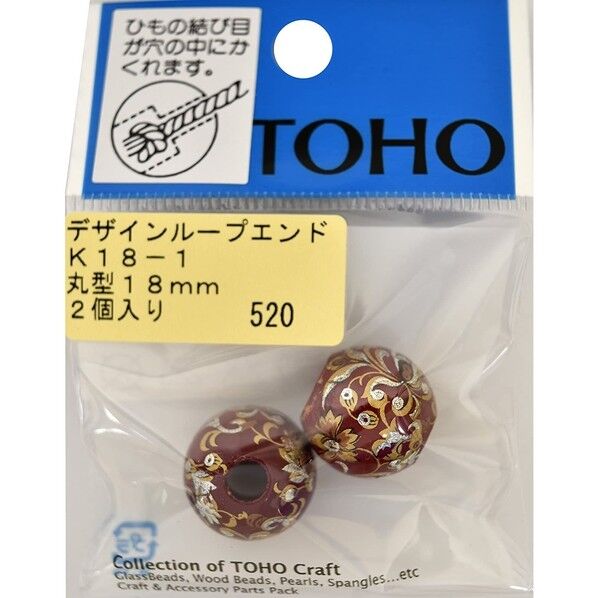 ひもの結び目
が穴の中にか
くれます。
TOHO
デザインループエンド
K18-1
丸型18mm
2個入り 520
Collection of TOHO Craft
GlassBeads, Wood Beads, Pearls, Spangles...etc
Craft & Accessory Parts Pack